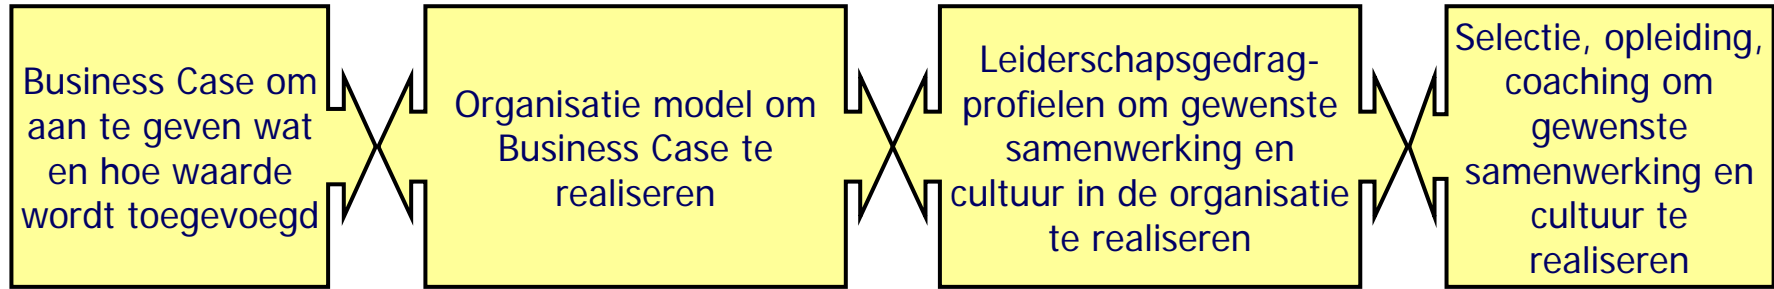 Business Case om
aan te geven wat
en hoe waarde
wordt toegevoegd
Organisatie model om
Business Case te
realiseren
Leiderschapsgedrag-
profielen om gewenste
samenwerking en
cultuur in de organisatie
te realiseren
Selectie, opleiding,
coaching om
gewenste
samenwerking en
cultuur te
realiseren